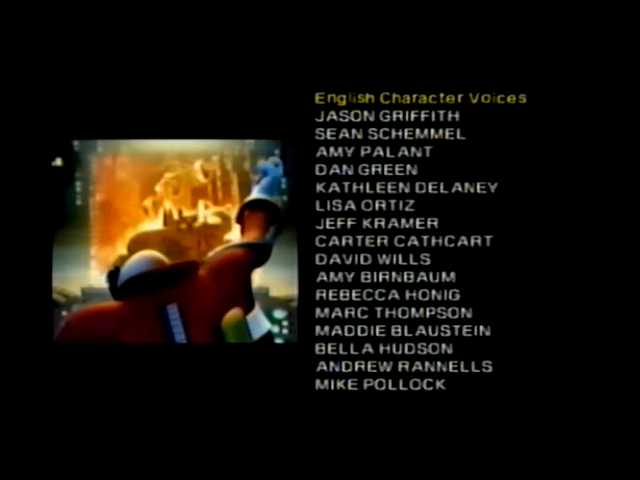 English Character Voices
JASON GRIFFITH
SEAN SCHEMMEL
AMY PALANT
DAN GREEN
KATHLEEN DELANEY
LISA ORTIZ
JEFF KRAMER
CARTER CATHCART
DAVID WILLS
AMY BIRNBAUM
REBECCA HONIG
MARC THOMPSON
MADDIE BLAUSTEIN
BELLA HUDSON
ANDREW RANNELLS
MIKE POLLOCK